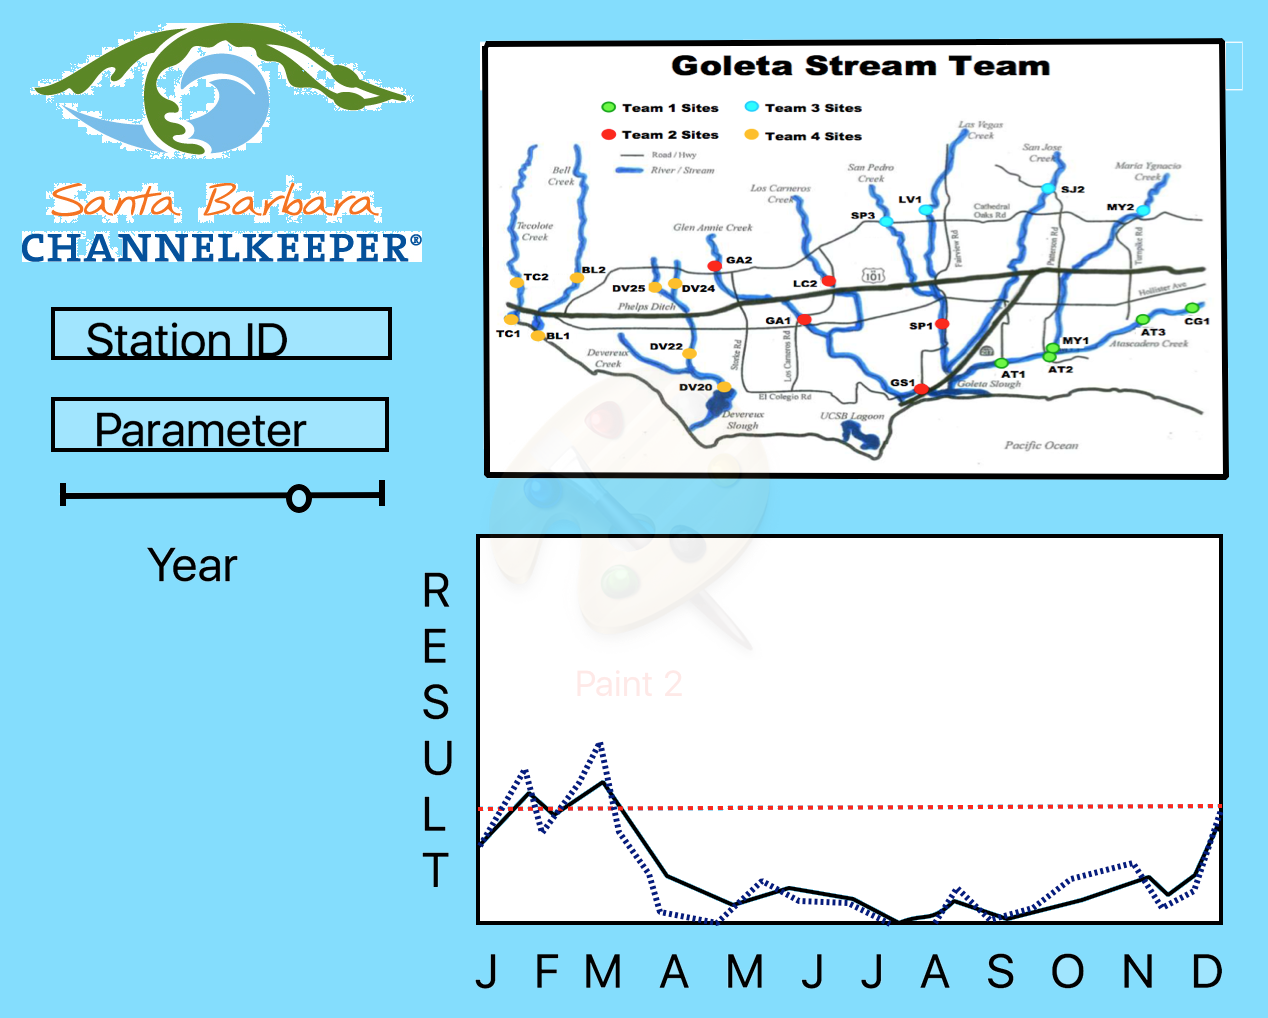 Santa Barbara
CHANNELKEEPER®
Station ID
Parameter
Year
Goleta Stream Team
Team 1 Sites
Team 3 Sites
Team 2 Sites
Team 4 Sites
Road / Hwy
River / Stream
Las Vegas
Creek
San Jose
Creek
Maria Ygnacio
Creek
San Pedro
Creek
Bell
Creek
Los Carneros
Creek
SJ2
LV1
MY2
SP3
Cathedral
Oaks Rd
Tecolote
Creek
Glen Annie Creek
Fairview Rd
Patterson Rd
Turnpike Rd
GA2
BL2
TC2
101
DV25
DV24
LC2
Hollister Ave
Phelps Ditch
GA1
SP1
CG1
TC1
BL1
AT3
MY1
Atascadero Creek
DV22
Storke Rd
Los Carneros Rd
Devereux
Creek
217
AT2
AT1
DV20
GS1
Goleta Slough
El Colegio Rd
Devereux
Slough
UCSB Lagoon
Pacific Ocean
Paint 2
R
E
S
U
L
T
J F M A M J J A S O N D